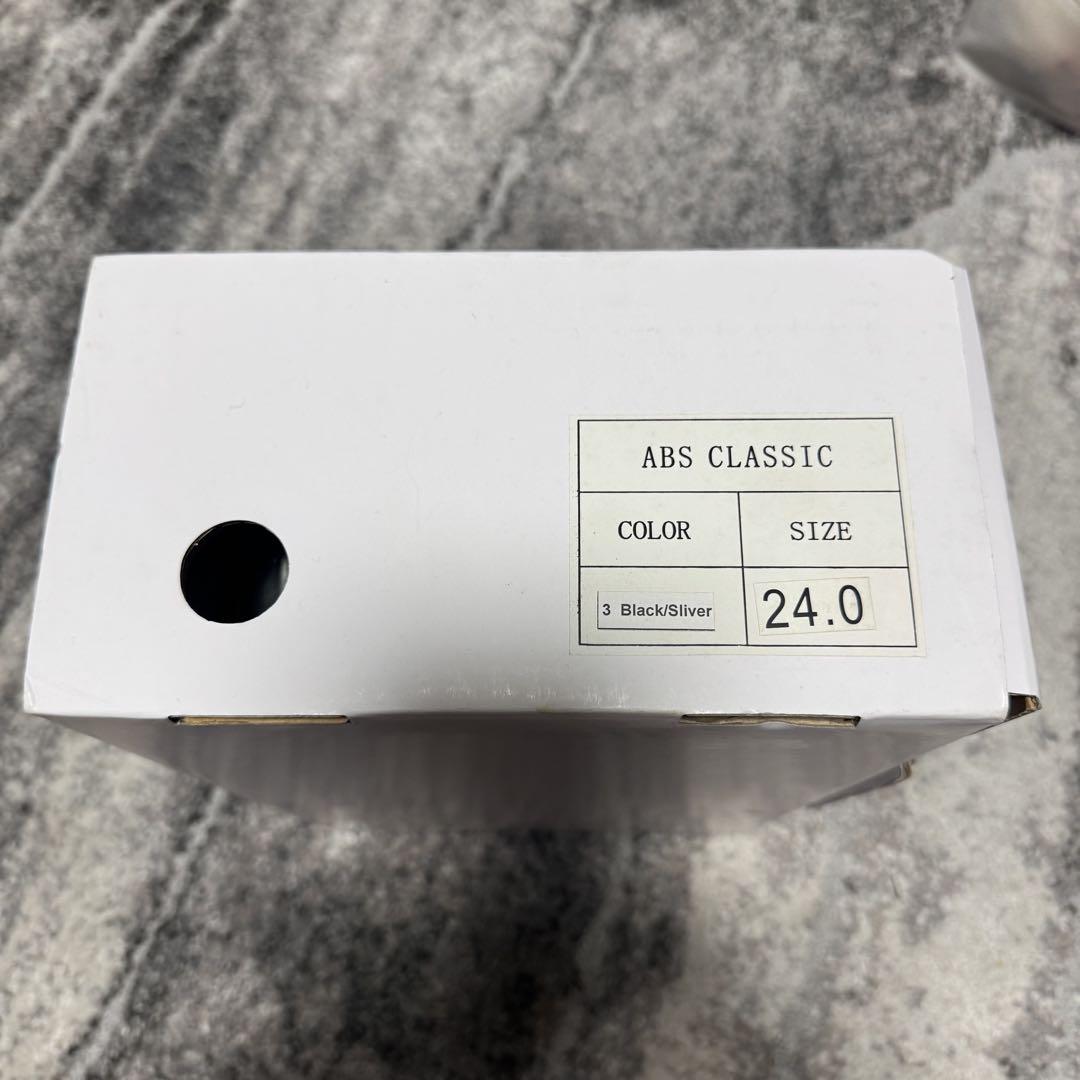 ABS CLASSIC
COLOR SIZE
3 Black/Sliver 24.0